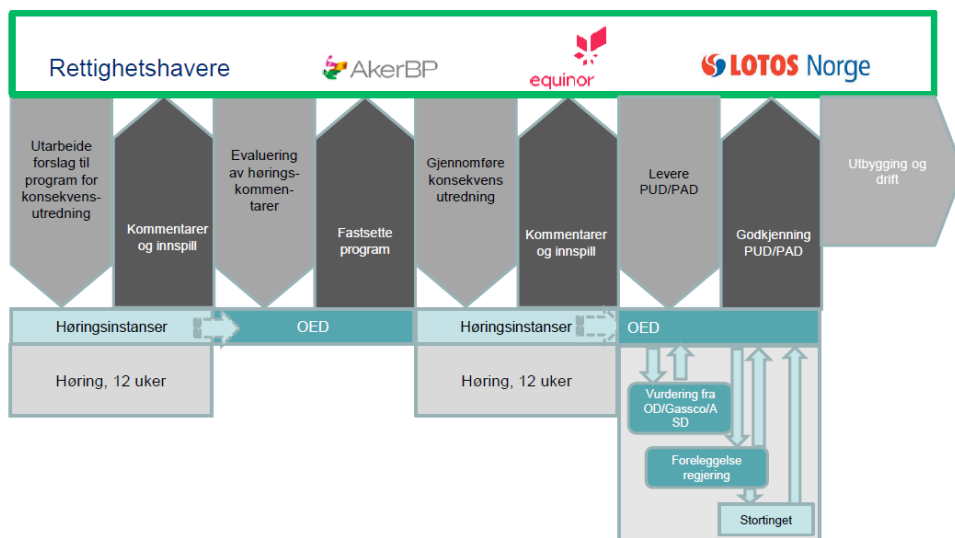 Rettighetshavere
AkerBP
equinor
LOTOS Norge
Utarbeide
forslag til
program for
konsekvens-
utredning
Kommentarer
og innspill
Evaluering
av hørings-
kommen-
tarer
Fastsette
program
Gjennomføre
konsekvens
utredning
Kommentarer
og innspill
Levere
PUD/PAD
Godkjenning
PUD/PAD
Utbygging og
drift
Høringsinstanser
OED
Høringsinstanser
OED
Høring, 12 uker
Høring, 12 uker
Vurdering fra
OD/Gassco/A
SD
Foreleggelse
regjering
Stortinget